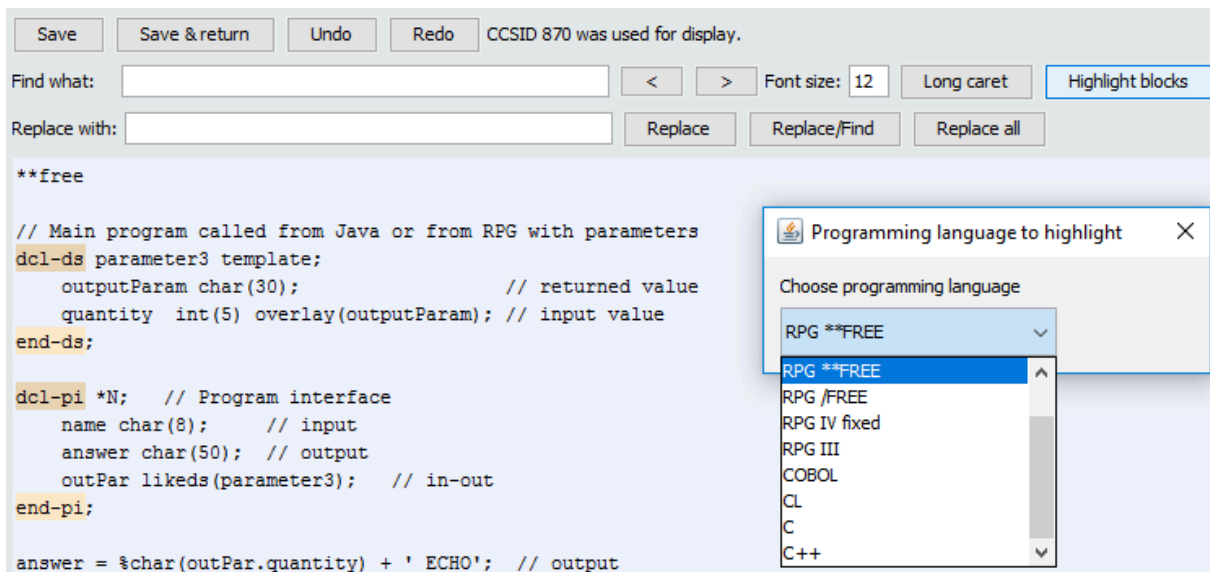 Save Save & return Undo Redo CCSID 870 was used for display.
Find what: < > Font size: 12 Long caret Highlight blocks
Replace with: Replace Replace/Find Replace all
**free
// Main program called from Java or from RPG with parameters
dcl-ds parameter3 template;
    outputParam char(30);                  // returned value
    quantity  int(5) overlay(outputParam); // input value
end-ds;
dcl-pi *N;   // Program interface
    name char(8);     // input
    answer char(50);  // output
    outPar likeds(parameter3);   // in-out
end-pi;
answer = %char(outPar.quantity) + ' ECHO';  // output
Programming language to highlight
Choose programming language
RPG **FREE
RPG **FREE
RPG /FREE
RPG IV fixed
RPG III
COBOL
CL
C
C++